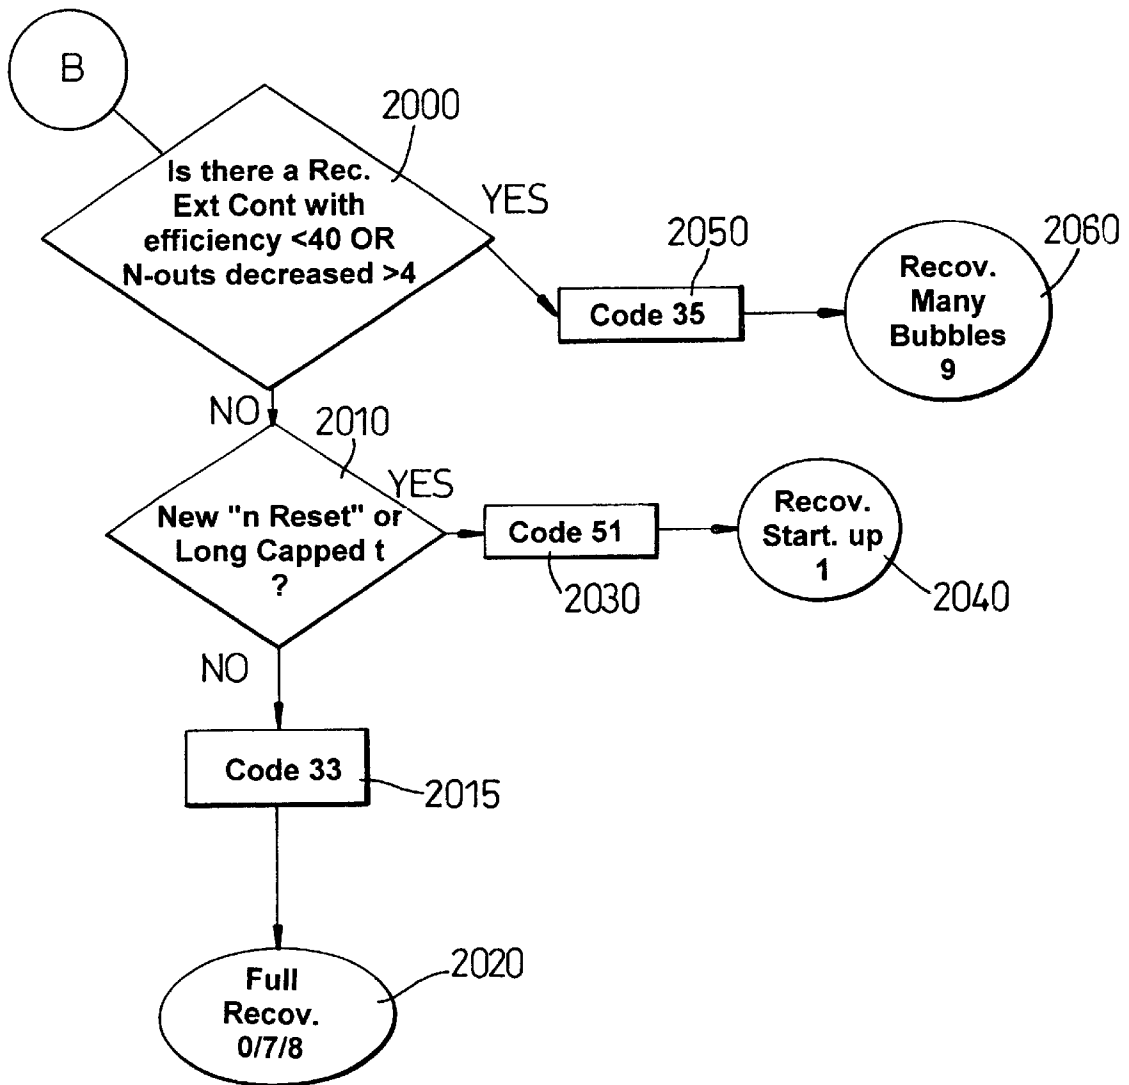 B
2000
Is there a Rec.
Ext Cont with
efficiency <40 OR
N-outs decreased >4
YES
2050
Code 35
2060
Recov.
Many
Bubbles
9
NO
2010
New "n Reset" or
Long Capped t
?
YES
Code 51
2030
Recov.
Start. up
1
2040
NO
Code 33
2015
Full
Recov.
0/7/8
2020